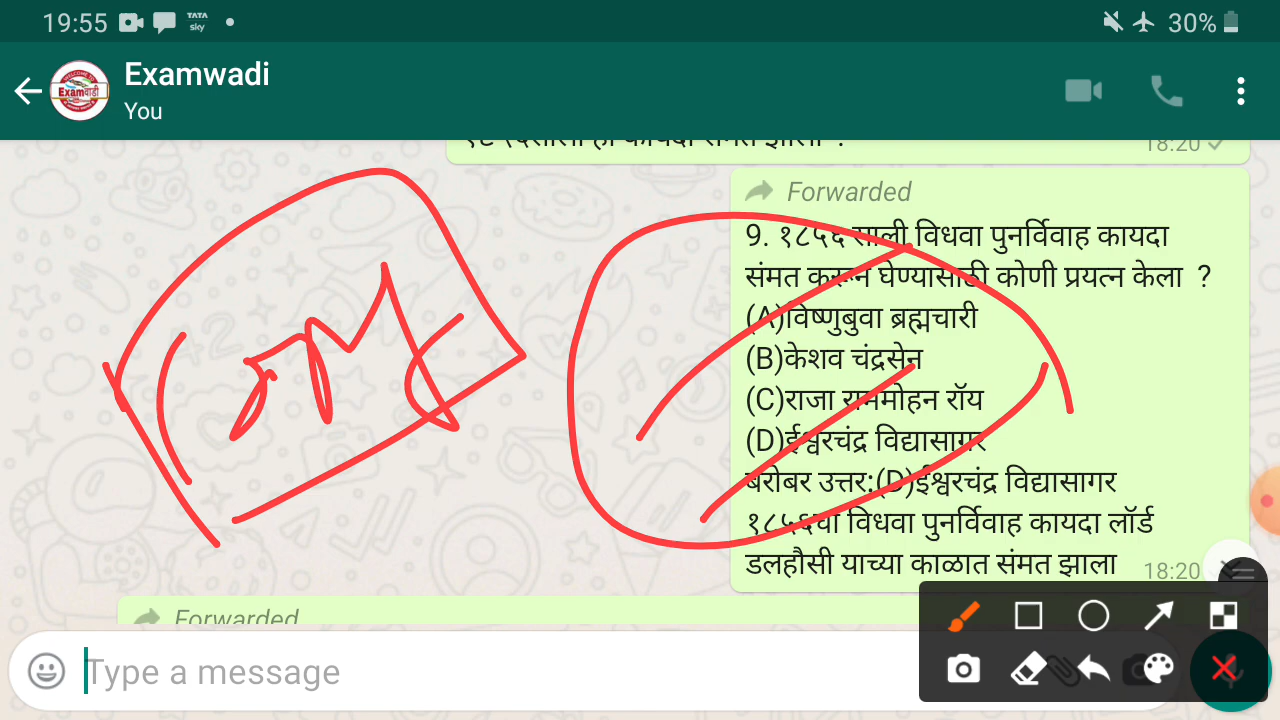 19:55 TATA sky 30%
Examwadi
You
18:20
Forwarded
9. १८५६ साली विधवा पुनर्विवाह कायदा
संमत करून घेण्यासाठी कोणी प्रयत्न केला ?
(A)विष्णुबुवा ब्रह्मचारी
(B)केशव चंद्रसेन
(C)राजा राममोहन रॉय
(D)ईश्वरचंद्र विद्यासागर
बरोबर उत्तर:(D)ईश्वरचंद्र विद्यासागर
१८५६चा विधवा पुनर्विवाह कायदा लॉर्ड
डलहौसी याच्या काळात संमत झाला
18:20
Forwarded
Type a message